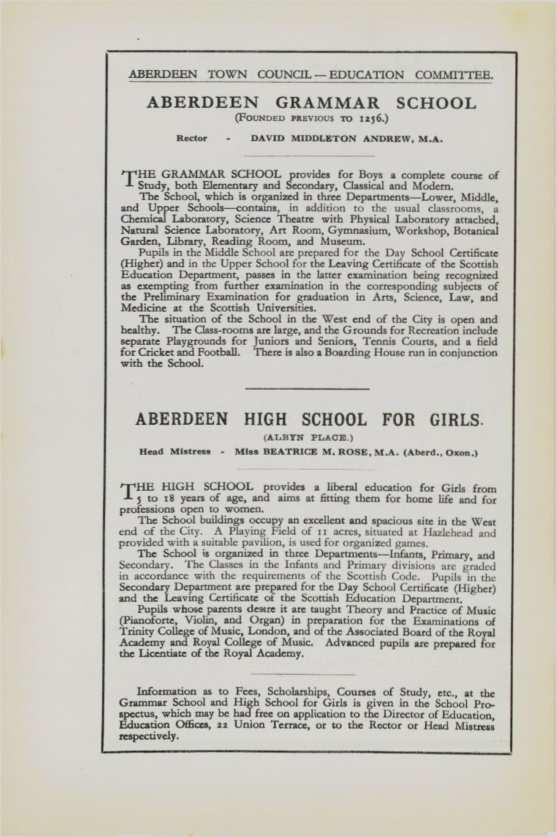 ABERDEEN TOWN COUNCIL — EDUCATION COMMITTEE.
ABERDEEN GRAMMAR SCHOOL
(FOUNDED PREVIOUS TO 1256.)
Rector - DAVID MIDDLETON ANDREW, M.A.
THE GRAMMAR SCHOOL provides for Boys a complete course of
Study, both Elementary and Secondary, Classical and Modern.
The School, which is organized in three Departments—Lower, Middle,
and Upper Schools—contains, in addition to the usual classrooms, a
Chemical Laboratory, Science Theatre with Physical Laboratory attached,
Natural Science Laboratory, Art Room, Gymnasium, Workshop, Botanical
Garden, Library, Reading Room, and Museum.
Pupils in the Middle School are prepared for the Day School Certificate
(Higher) and in the Upper School for the Leaving Certificate of the Scottish
Education Department, passes in the latter examination being recognized
as exempting from further examination in the corresponding subjects of
the Preliminary Examination for graduation in Arts, Science, Law, and
Medicine at the Scottish Universities.
The situation of the School in the West end of the City is open and
healthy. The Class-rooms are large, and the Grounds for Recreation include
separate Playgrounds for Juniors and Seniors, Tennis Courts, and a field
for Cricket and Football. There is also a Boarding House run in conjunction
with the School.
ABERDEEN HIGH SCHOOL FOR GIRLS.
(ALBYN PLACE.)
Head Mistress - Miss BEATRICE M. ROSE, M.A. (Aberd., Oxon.)
THE HIGH SCHOOL provides a liberal education for Girls from
5 to 18 years of age, and aims at fitting them for home life and for
professions open to women.
The School buildings occupy an excellent and spacious site in the West
end of the City. A Playing Field of 11 acres, situated at Hazlehead and
provided with a suitable pavilion, is used for organized games.
The School is organized in three Departments—Infants, Primary, and
Secondary. The Classes in the Infants and Primary divisions are graded
in accordance with the requirements of the Scottish Code. Pupils in the
Secondary Department are prepared for the Day School Certificate (Higher)
and the Leaving Certificate of the Scottish Education Department.
Pupils whose parents desire it are taught Theory and Practice of Music
(Pianoforte, Violin, and Organ) in preparation for the Examinations of
Trinity College of Music, London, and of the Associated Board of the Royal
Academy and Royal College of Music. Advanced pupils are prepared for
the Licentiate of the Royal Academy.
Information as to Fees, Scholarships, Courses of Study, etc., at the
Grammar School and High School for Girls is given in the School Pro-
spectus, which may be had free on application to the Director of Education,
Education Offices, 22 Union Terrace, or to the Rector or Head Mistress
respectively.